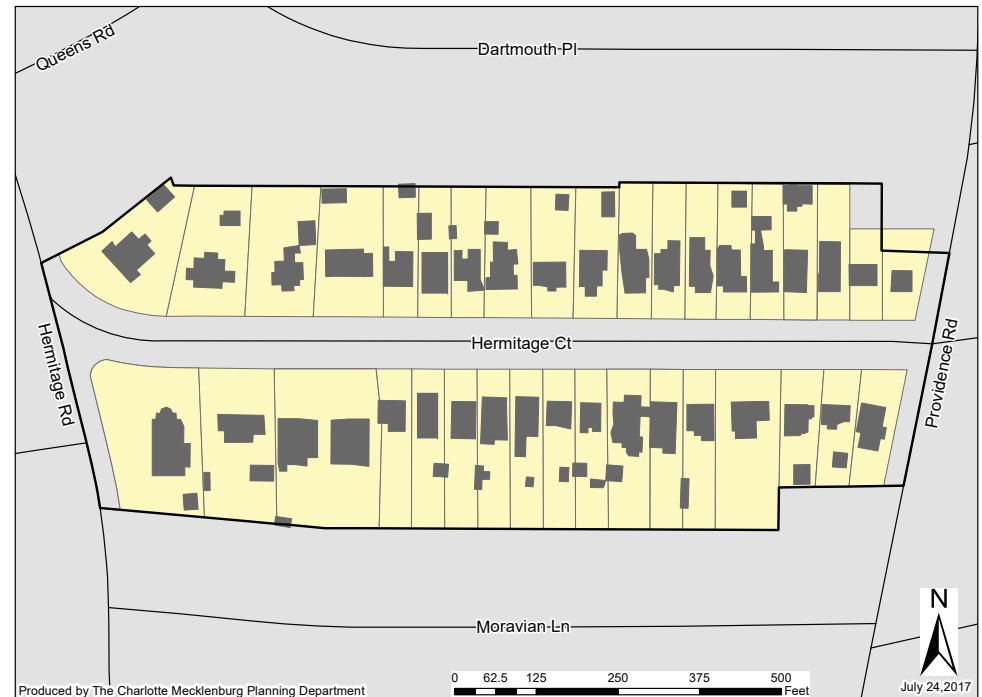 Queens Rd
Dartmouth Pl
Hermitage Ct
Hermitage Rd
Providence Rd
Moravian Ln
N
0 62.5 125 250 375 500
Feet
Produced by The Charlotte Mecklenburg Planning Department
July 24,2017